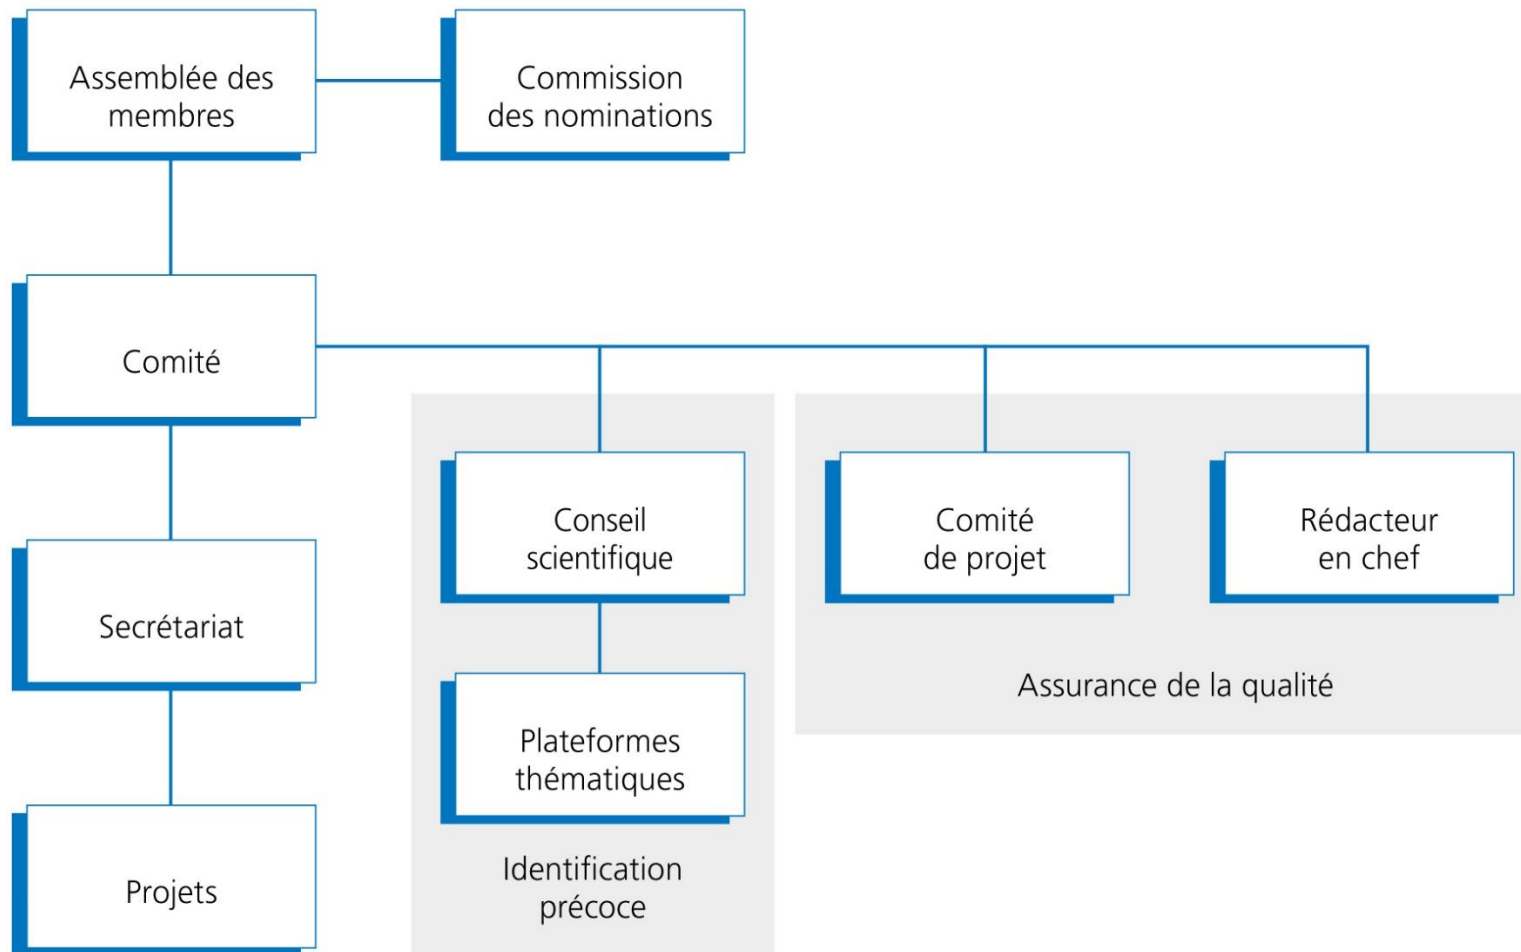 Assemblée des
membres
Commission
des nominations
Comité
Conseil
scientifique
Comité
de projet
Rédacteur
en chef
Secrétariat
Assurance de la qualité
Plateformes
thématiques
Identification
précoce
Projets